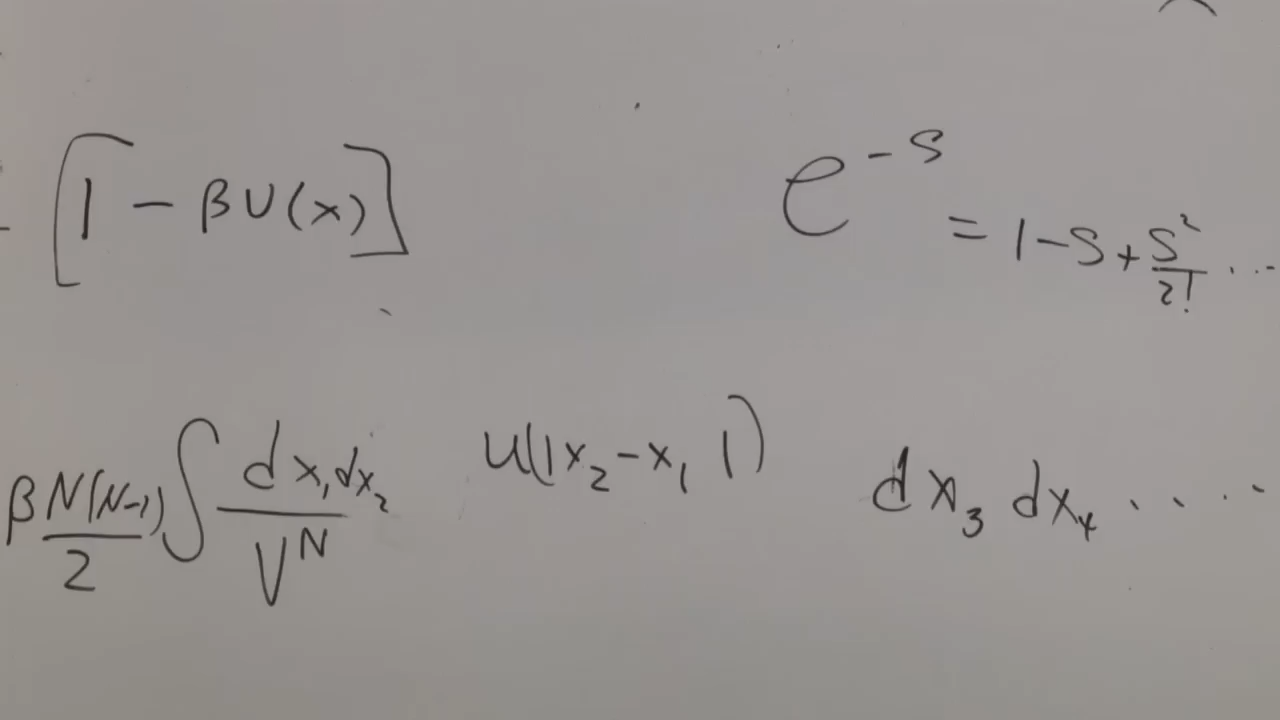 [1 - βU(x)]
e^{-s} = 1 - s + s²/2! ...
βN(N-1)/2 ∫ dx₁dx₂/V^N u(|x₂-x₁|) dx₃ dx₄ ....